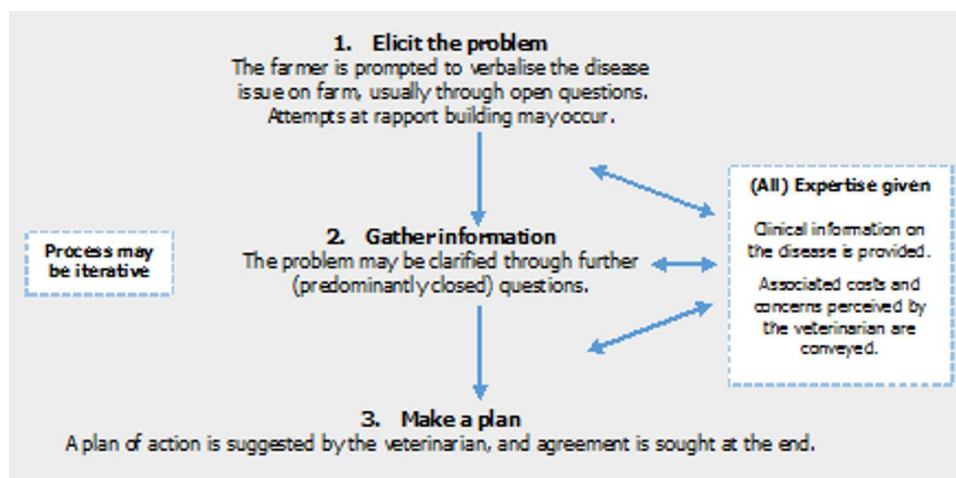 1. Elicit the problem
The farmer is prompted to verbalise the disease
issue on farm, usually through open questions.
Attempts at rapport building may occur.
(All) Expertise given
Clinical information on
the disease is provided.
Associated costs and
concerns perceived by
the veterinarian are
conveyed.
Process may
be iterative
2. Gather information
The problem may be clarified through further
(predominantly closed) questions.
3. Make a plan
A plan of action is suggested by the veterinarian, and agreement is sought at the end.